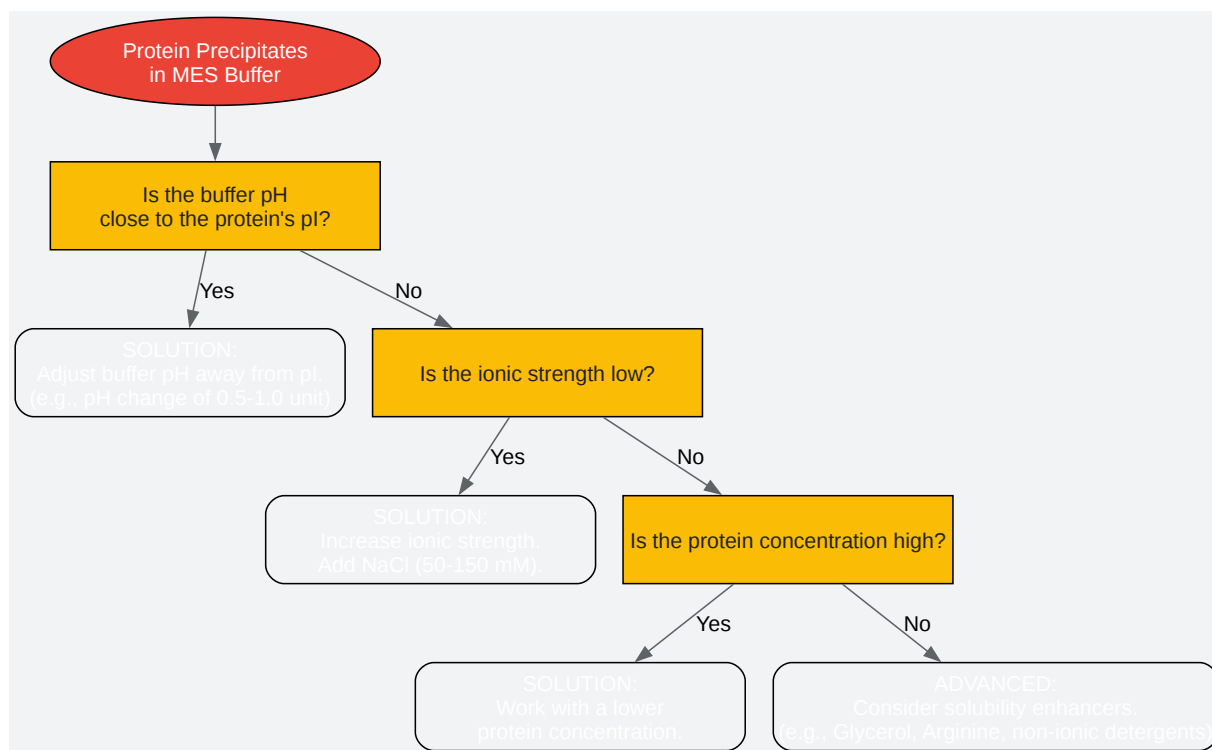 Protein Precipitates
in MES Buffer
Is the buffer pH
close to the protein's pI?
Yes
No
SOLUTION:
Adjust buffer pH away from pI.
(e.g., pH change of 0.5-1.0 unit)
Is the ionic strength low?
Yes
No
SOLUTION:
Increase ionic strength.
Add NaCl (50-150 mM).
Is the protein concentration high?
Yes
No
SOLUTION:
Work with a lower
protein concentration.
ADVANCED:
Consider solubility enhancers.
(e.g., Glycerol, Arginine, non-ionic detergents)